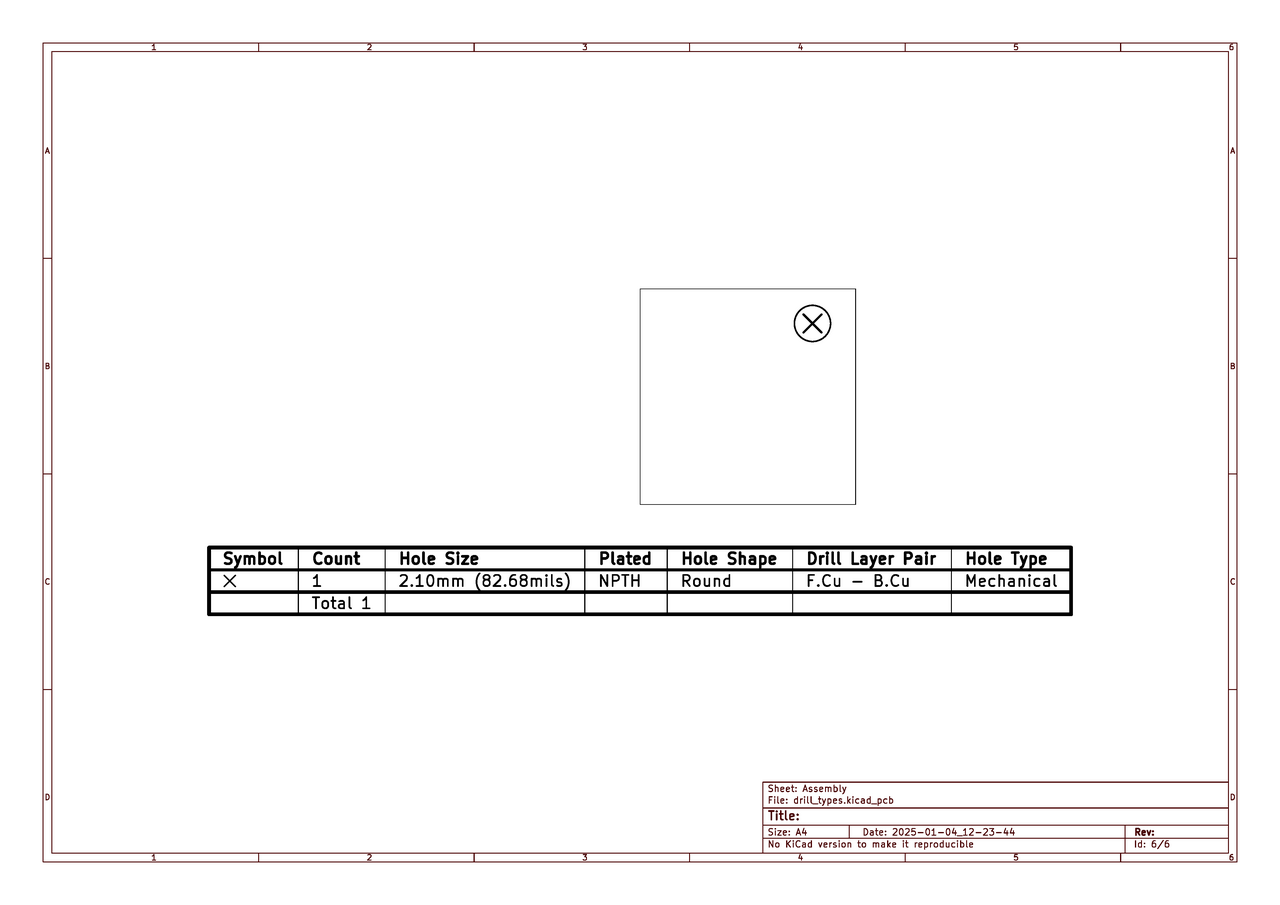 1 2 3 4 5 6
A A
B B
Symbol Count Hole Size Plated Hole Shape Drill Layer Pair Hole Type
C X 1 2.10mm (82.68mils) NPTH Round F.Cu - B.Cu Mechanical C
Total 1
Sheet: Assembly
D File: drill_types.kicad_pcb D
Title:
Size: A4 Date: 2025-01-04_12-23-44 Rev:
No KiCad version to make it reproducible Id: 6/6
1 2 3 4 5 6